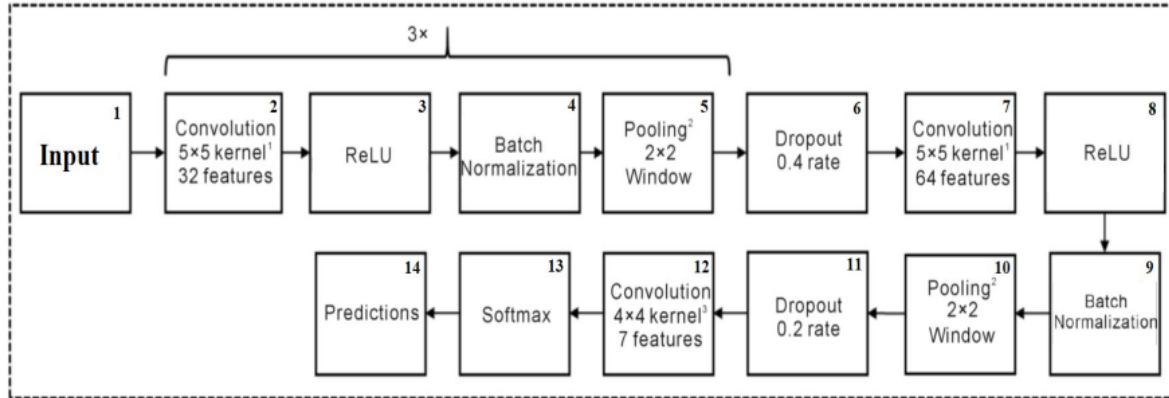 3×
1
Input
2
Convolution
5×5 kernel¹
32 features
3
ReLU
4
Batch
Normalization
5
Pooling²
2×2
Window
6
Dropout
0.4 rate
7
Convolution
5×5 kernel¹
64 features
8
ReLU
9
Batch
Normalization
10
Pooling²
2×2
Window
11
Dropout
0.2 rate
12
Convolution
4×4 kernel³
7 features
13
Softmax
14
Predictions